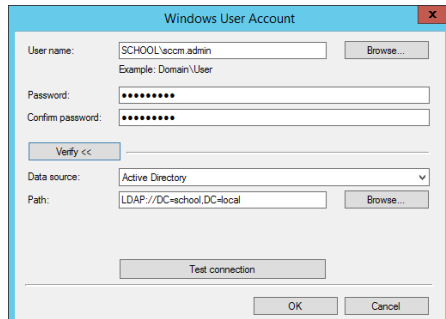 Windows User Account
x
User name: SCHOOL\sccm.admin Browse...
Example: Domain\User
Password: •••••••••
Confirm password: •••••••••
Verify <<
Data source: Active Directory
Path: LDAP://DC=school,DC=local Browse...
Test connection
OK Cancel